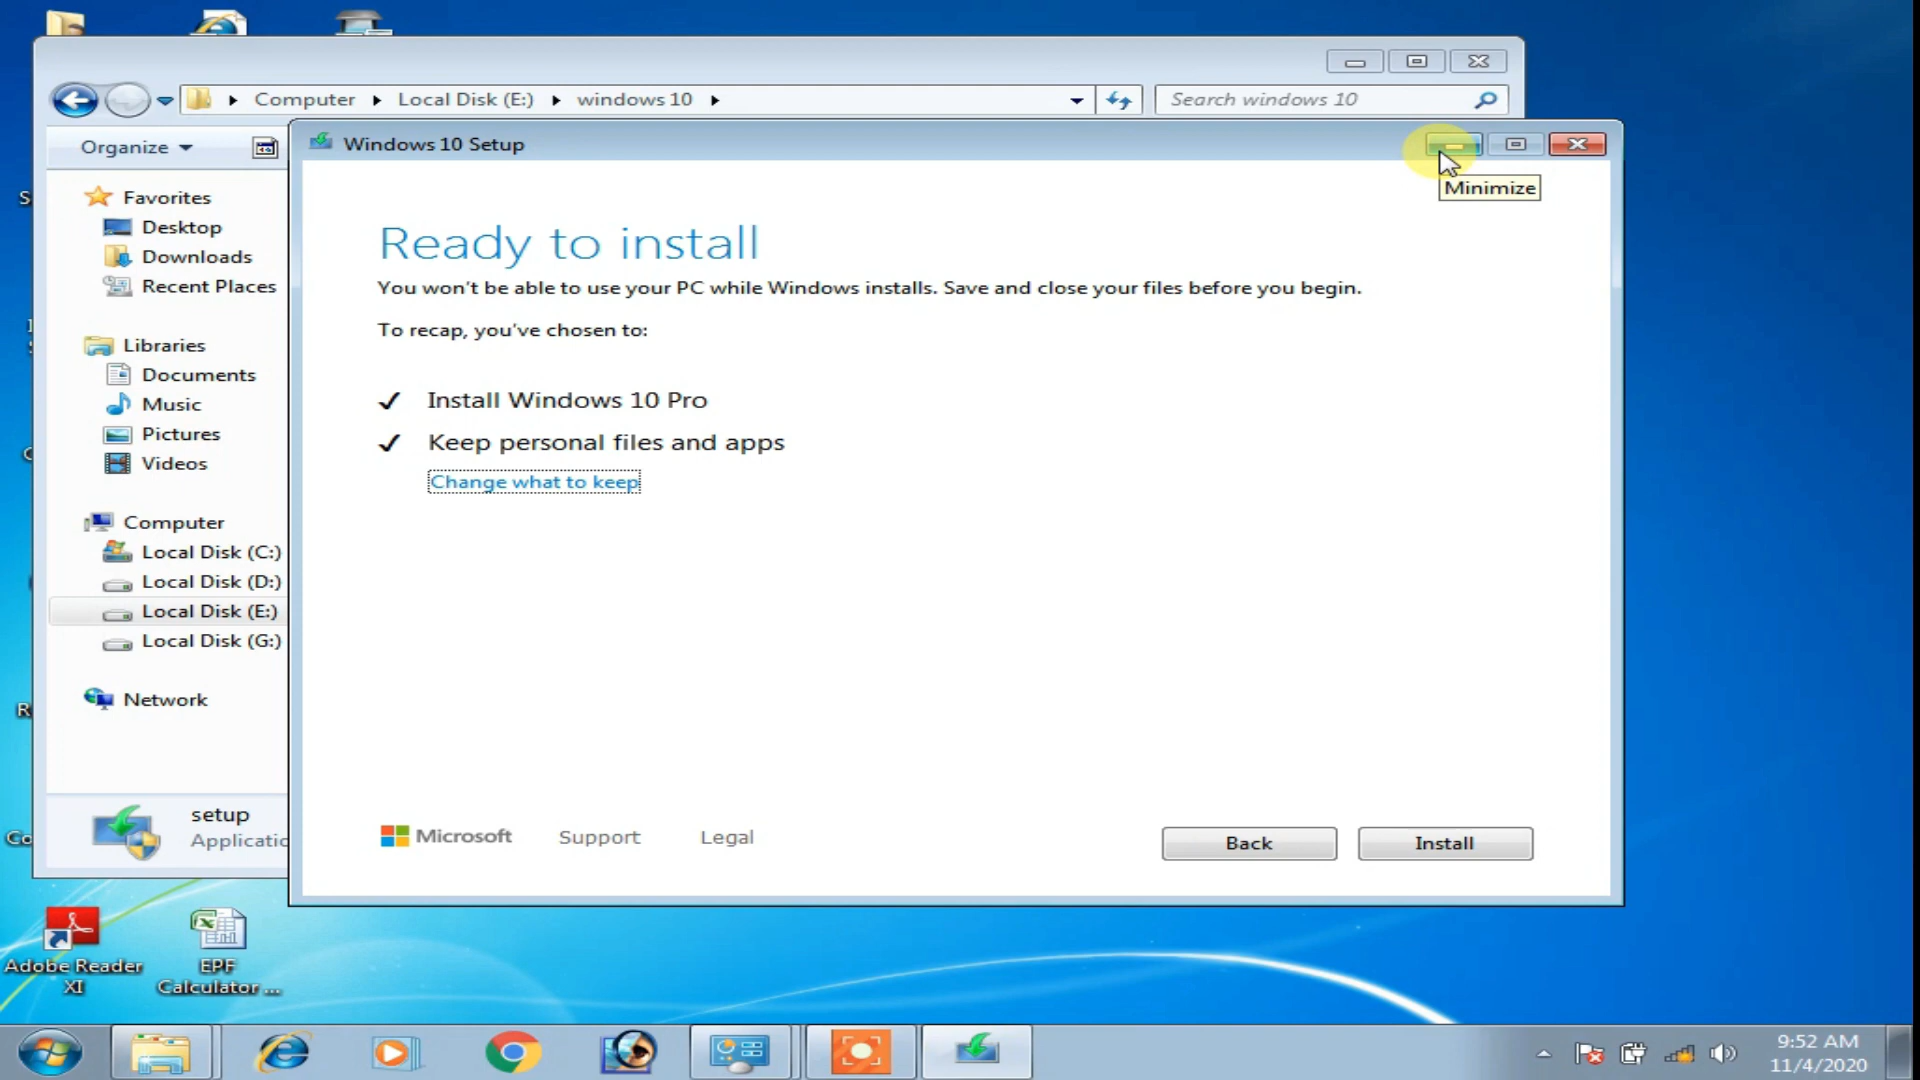 Computer
Local Disk (E:)
windows 10
Search windows 10
Organize
Windows 10 Setup
Minimize
Favorites
Desktop
Downloads
Recent Places
Libraries
Documents
Music
Pictures
Videos
Computer
Local Disk (C:)
Local Disk (D:)
Local Disk (E:)
Local Disk (G:)
Network
setup
Applicatio
Ready to install
You won't be able to use your PC while Windows installs. Save and close your files before you begin.
To recap, you've chosen to:
✓ Install Windows 10 Pro
✓ Keep personal files and apps
Change what to keep
Microsoft
Support
Legal
Back
Install
Adobe Reader
XI
EPF
Calculator ...
9:52 AM
11/4/2020